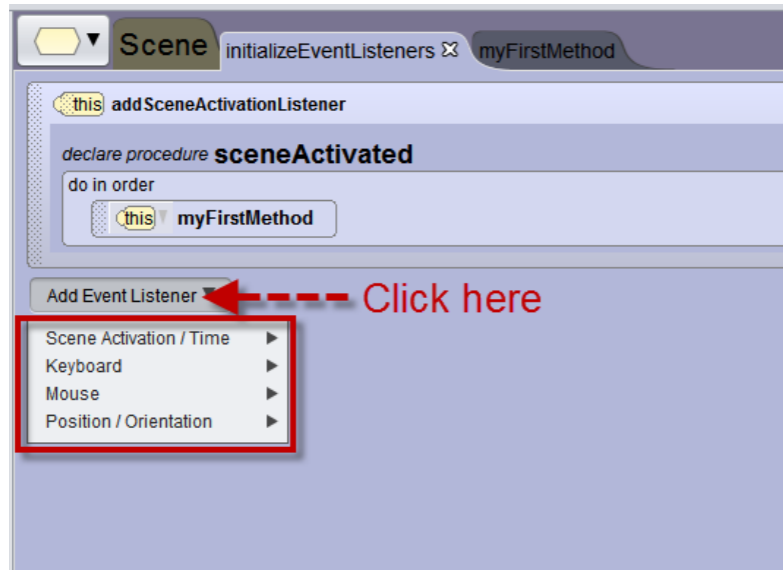 Scene initializeEventListeners myFirstMethod
this addSceneActivationListener
declare procedure sceneActivated
do in order
this myFirstMethod
Add Event Listener Click here
Scene Activation / Time
Keyboard
Mouse
Position / Orientation